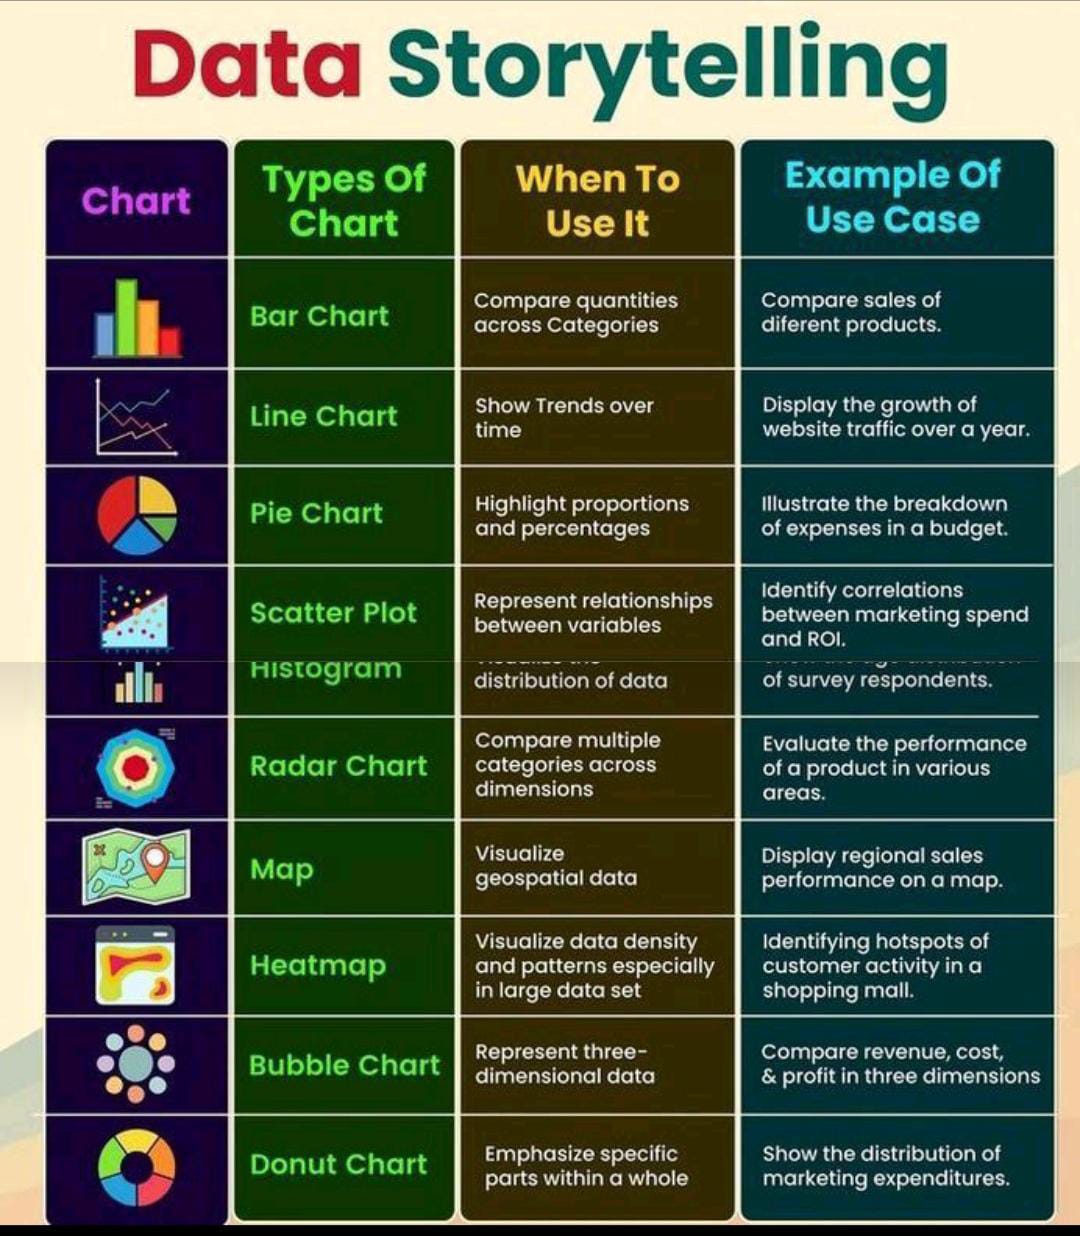 Data Storytelling
Chart
Types Of
Chart
When To
Use It
Example Of
Use Case
Bar Chart
Compare quantities
across Categories
Compare sales of
diferent products.
Line Chart
Show Trends over
time
Display the growth of
website traffic over a year.
Pie Chart
Highlight proportions
and percentages
Illustrate the breakdown
of expenses in a budget.
Scatter Plot
Represent relationships
between variables
Identify correlations
between marketing spend
and ROI.
Histogram
distribution of data
of survey respondents.
Radar Chart
Compare multiple
categories across
dimensions
Evaluate the performance
of a product in various
areas.
Map
Visualize
geospatial data
Display regional sales
performance on a map.
Heatmap
Visualize data density
and patterns especially
in large data set
Identifying hotspots of
customer activity in a
shopping mall.
Bubble Chart
Represent three-
dimensional data
Compare revenue, cost,
& profit in three dimensions
Donut Chart
Emphasize specific
parts within a whole
Show the distribution of
marketing expenditures.